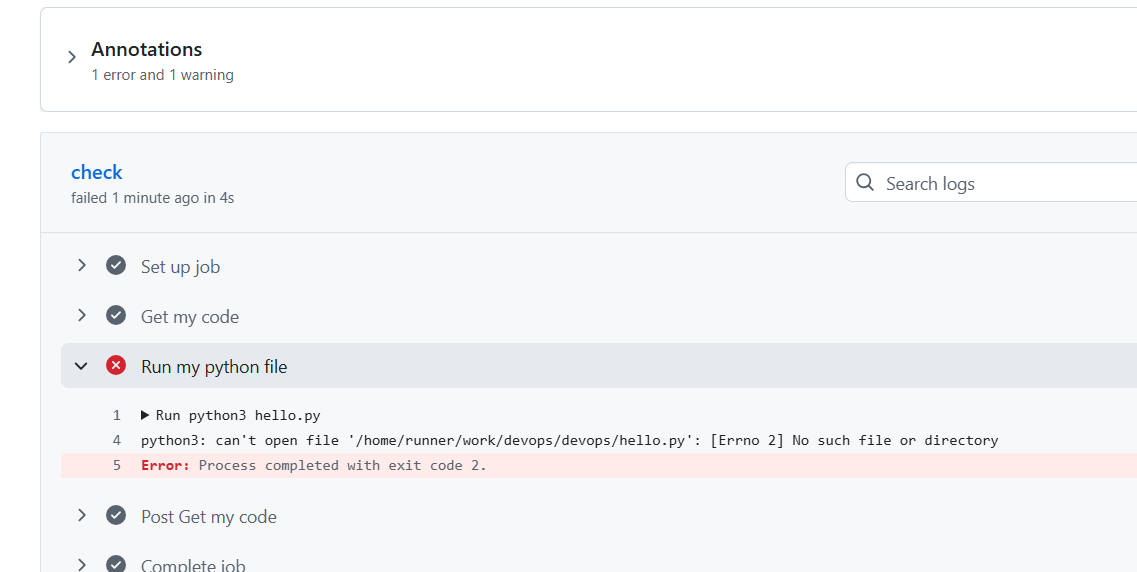 Annotations
1 error and 1 warning
check
failed 1 minute ago in 4s
Search logs
Set up job
Get my code
Run my python file
1 Run python3 hello.py
4 python3: can't open file '/home/runner/work/devops/devops/hello.py': [Errno 2] No such file or directory
5 Error: Process completed with exit code 2.
Post Get my code
Complete job